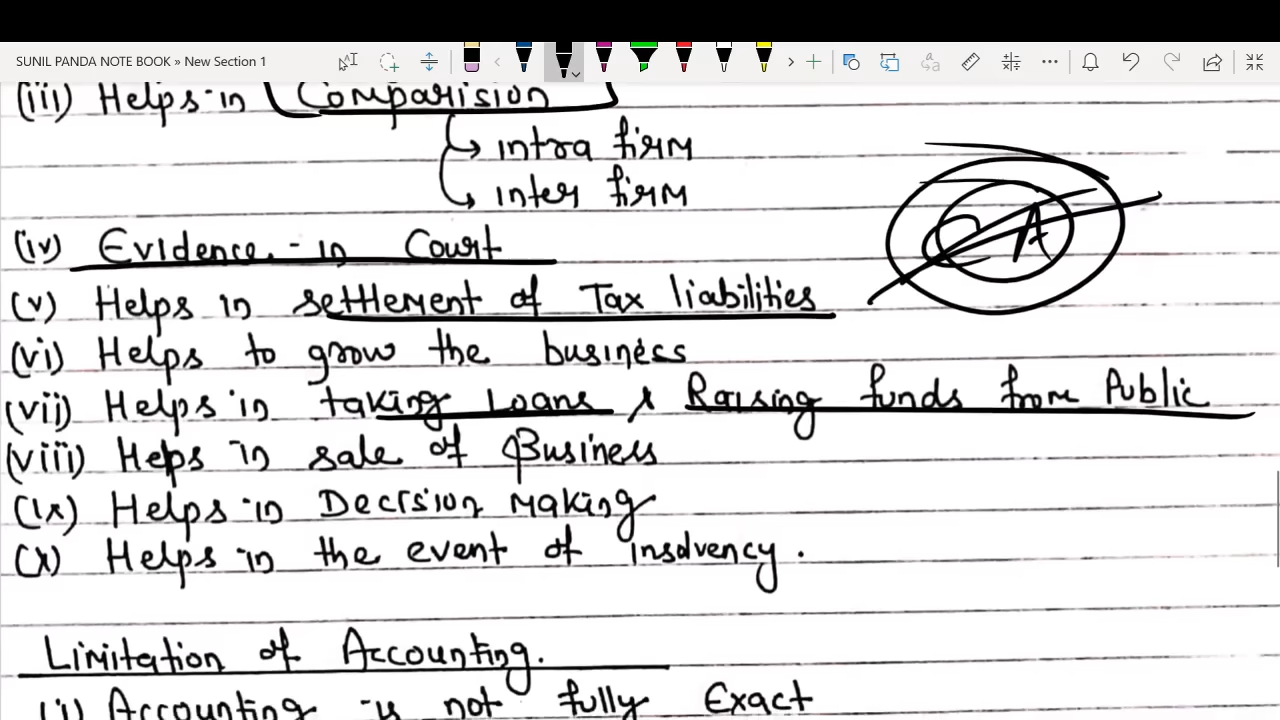 SUNIL PANDA NOTE BOOK » New Section 1
(iii) Helps in Comparision
→ intra firm
→ inter firm
(iv) Evidence in Court
CA
(v) Helps in settlement of Tax liabilities
(vi) Helps to grow the business
(vii) Helps in taking Loans & Raising funds from Public
(viii) Helps in sale of Business
(ix) Helps in Decision Making
(x) Helps in the event of insolvency.
Limitation of Accounting.
(i) Accounting is not fully Exact